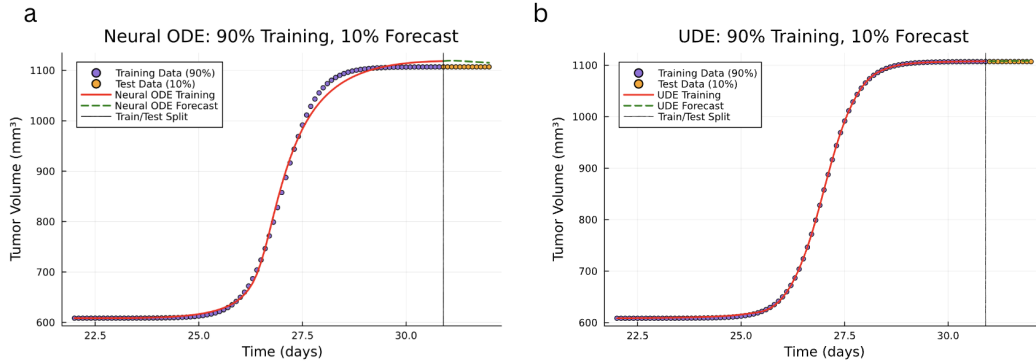 a
Neural ODE: 90% Training, 10% Forecast
Tumor Volume (mm³)
1100
1000
900
800
700
600
Training Data (90%)
Test Data (10%)
Neural ODE Training
Neural ODE Forecast
Train/Test Split
22.5
25.0
27.5
30.0
Time (days)
b
UDE: 90% Training, 10% Forecast
Tumor Volume (mm³)
1100
1000
900
800
700
600
Training Data (90%)
Test Data (10%)
UDE Training
UDE Forecast
Train/Test Split
22.5
25.0
27.5
30.0
Time (days)